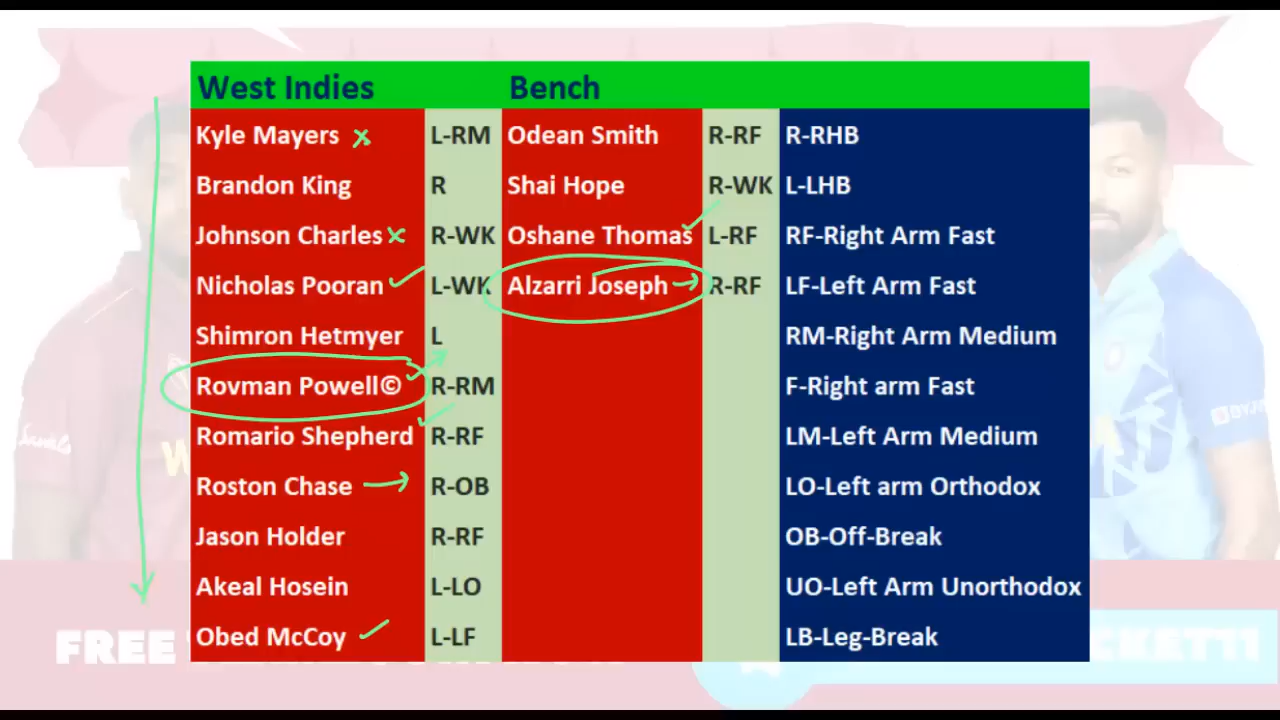 West Indies Bench
Kyle Mayers L-RM Odean Smith R-RF R-RHB
Brandon King R Shai Hope R-WK L-LHB
Johnson Charles R-WK Oshane Thomas L-RF RF-Right Arm Fast
Nicholas Pooran L-WK Alzarri Joseph R-RF LF-Left Arm Fast
Shimron Hetmyer L RM-Right Arm Medium
Rovman Powell© R-RM F-Right arm Fast
Romario Shepherd R-RF LM-Left Arm Medium
Roston Chase R-OB LO-Left arm Orthodox
Jason Holder R-RF OB-Off-Break
Akeal Hosein L-LO UO-Left Arm Unorthodox
Obed McCoy L-LF LB-Leg-Break
FREE